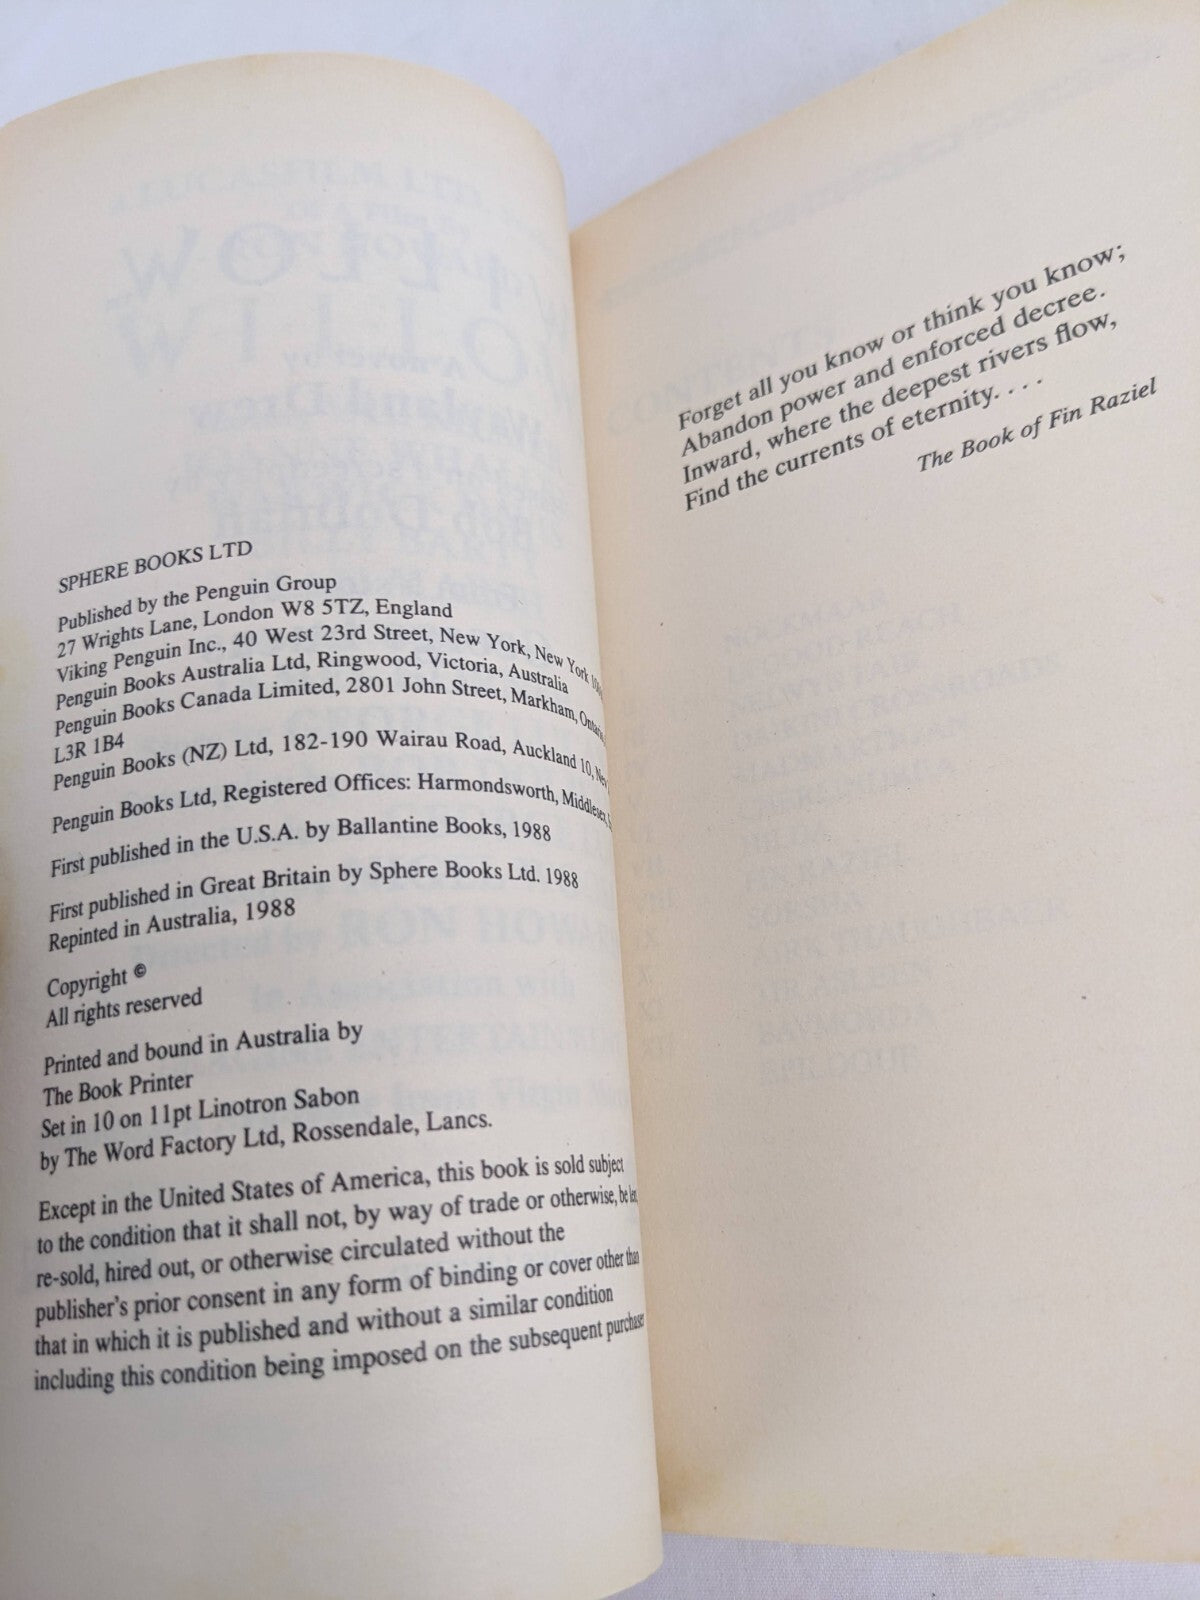 SPHERE BOOKS LTD
Published by the Penguin Group
27 Wrights Lane, London W8 5TZ, England
Viking Penguin Inc., 40 West 23rd Street, New York, New York
Penguin Books Australia Ltd, Ringwood, Victoria, Australia
Penguin Books Canada Limited, 2801 John Street, Markham, Ontario
L3R 1B4
Penguin Books (NZ) Ltd, 182-190 Wairau Road, Auckland 10, New
Penguin Books Ltd, Registered Offices: Harmondsworth, Middlesex,
First published in the U.S.A. by Ballantine Books, 1988
First published in Great Britain by Sphere Books Ltd. 1988
Repinted in Australia, 1988
Copyright ©
All rights reserved
Printed and bound in Australia by
The Book Printer
Set in 10 on 11pt Linotron Sabon
by The Word Factory Ltd, Rossendale, Lancs.
Except in the United States of America, this book is sold subject
to the condition that it shall not, by way of trade or otherwise, be lent,
re-sold, hired out, or otherwise circulated without the
publisher's prior consent in any form of binding or cover other than
that in which it is published and without a similar condition
including this condition being imposed on the subsequent purchaser
Forget all you know or think you know;
Abandon power and enforced decree.
Inward, where the deepest rivers flow,
Find the currents of eternity. . . .
The Book of Fin Raziel